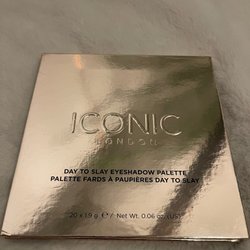 ICONIC
LONDON
DAY TO SLAY EYESHADOW PALETTE
PALETTE FARDS À PAUPIÈRES DAY TO SLAY
20 x 1.9 g ℮ / Net Wt. 0.06 oz. (US)